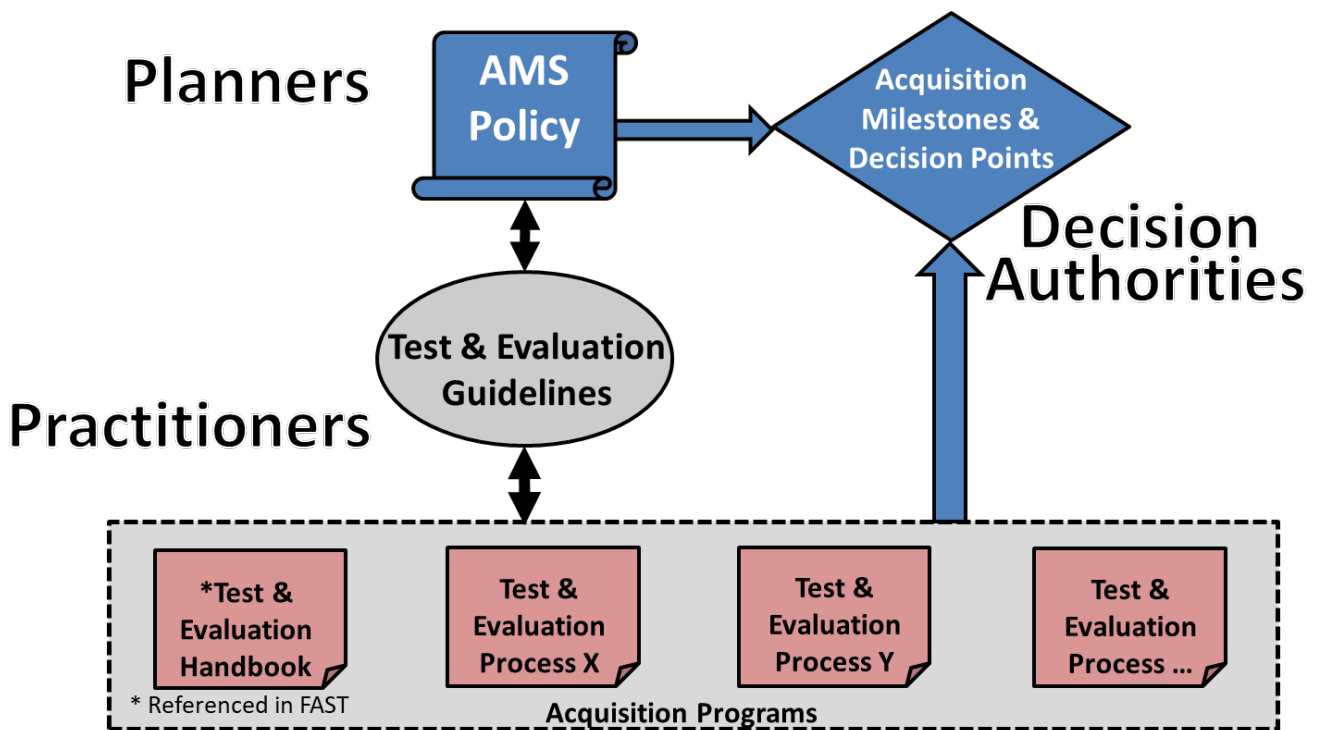 Planners
AMS
Policy
Acquisition
Milestones &
Decision Points
Decision
Authorities
Test & Evaluation
Guidelines
Practitioners
*Test &
Evaluation
Handbook
Test &
Evaluation
Process X
Test &
Evaluation
Process Y
Test &
Evaluation
Process ...
* Referenced in FAST
Acquisition Programs